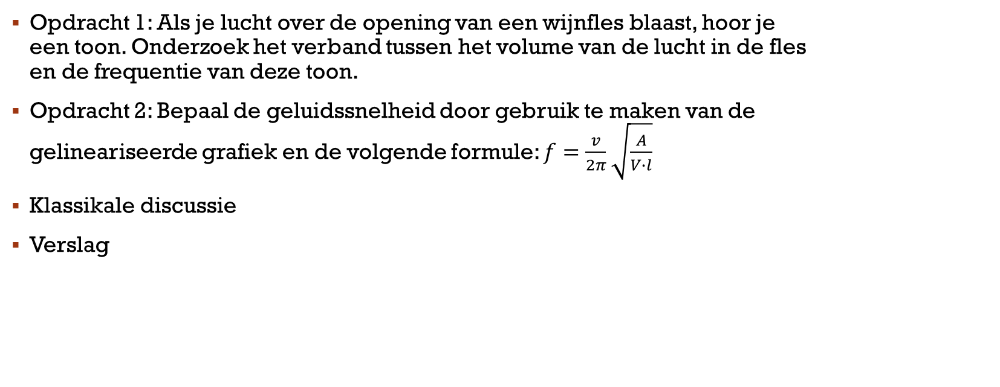 ▪ Opdracht 1: Als je lucht over de opening van een wijnfles blaast, hoor je
een toon. Onderzoek het verband tussen het volume van de lucht in de fles
en de frequentie van deze toon.
▪ Opdracht 2: Bepaal de geluidssnelheid door gebruik te maken van de
gelineariseerde grafiek en de volgende formule: f = v/2π √(A/V·l)
▪ Klassikale discussie
▪ Verslag